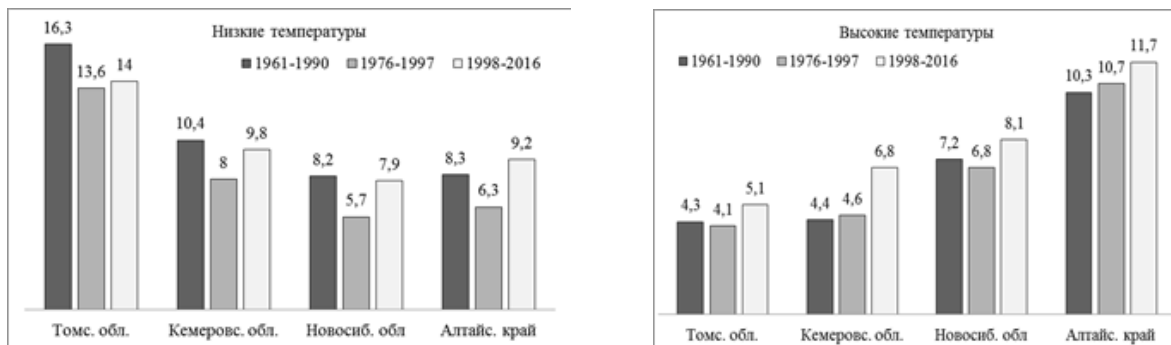 Низкие температуры
1961-1990 1976-1997 1998-2016
16,3 13,6 14
10,4 8 9,8
8,2 5,7 7,9
8,3 6,3 9,2
Томс. обл. Кемеровс. обл. Новосиб. обл Алтайс. край
Высокие температуры
1961-1990 1976-1997 1998-2016
4,3 4,1 5,1
4,4 4,6 6,8
7,2 6,8 8,1
10,3 10,7 11,7
Томс. обл. Кемеровс. обл. Новосиб. обл Алтайс. край